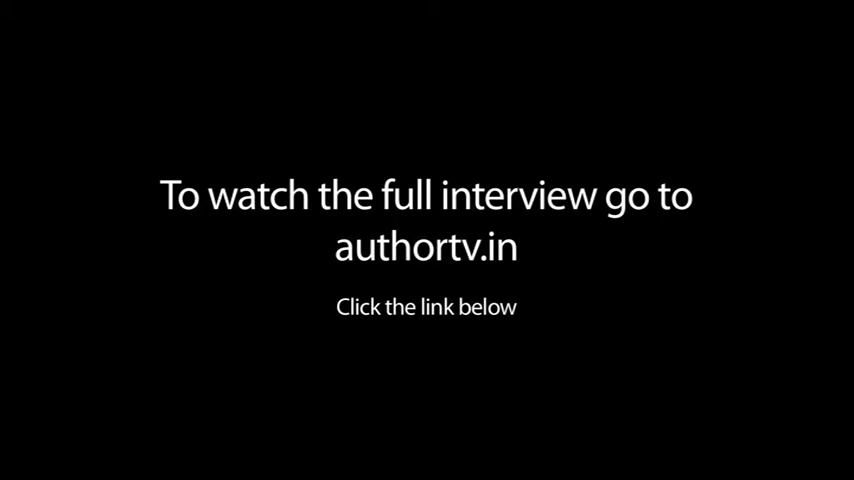 To watch the full interview go to
authortv.in
Click the link below